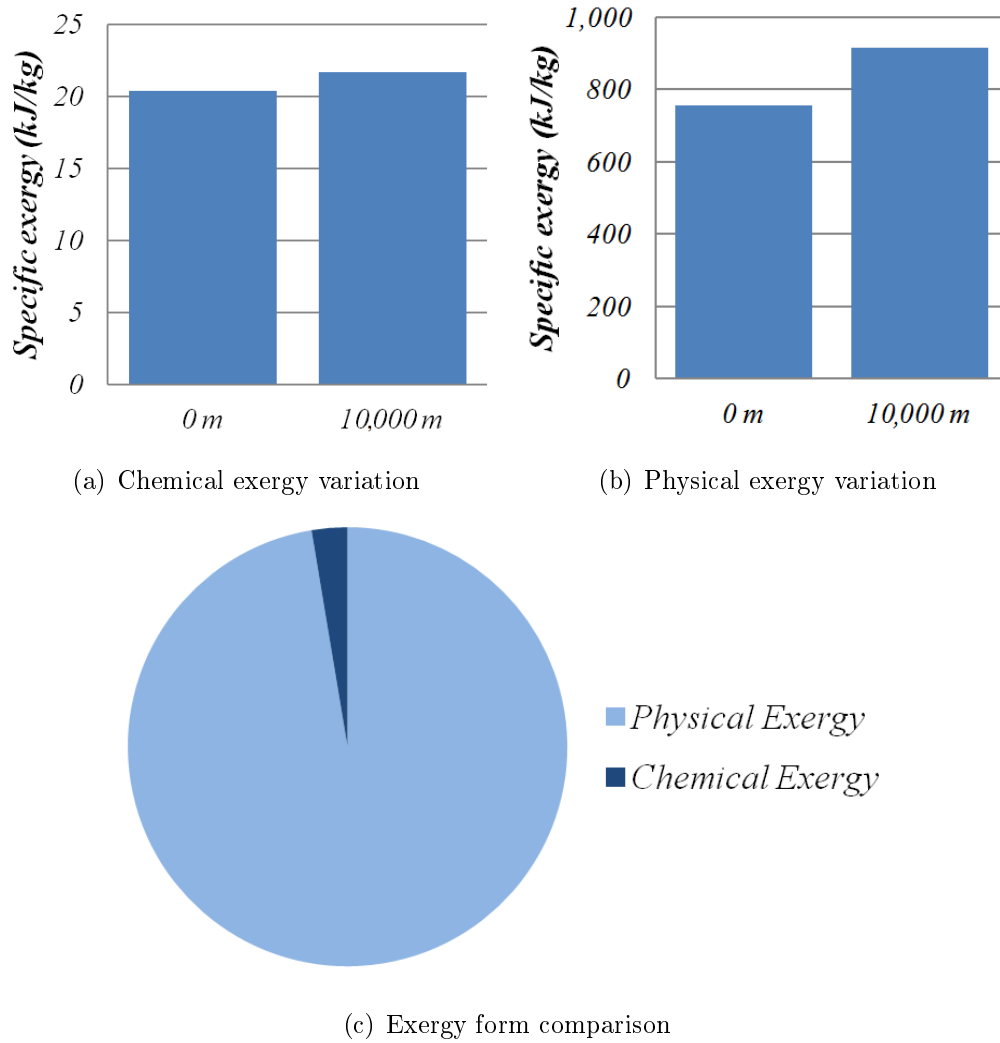 Specific exergy (kJ/kg)
25
20
15
10
5
0
0 m
10,000 m
(a) Chemical exergy variation
Specific exergy (kJ/kg)
1,000
800
600
400
200
0
0 m
10,000 m
(b) Physical exergy variation
Physical Exergy
Chemical Exergy
(c) Exergy form comparison